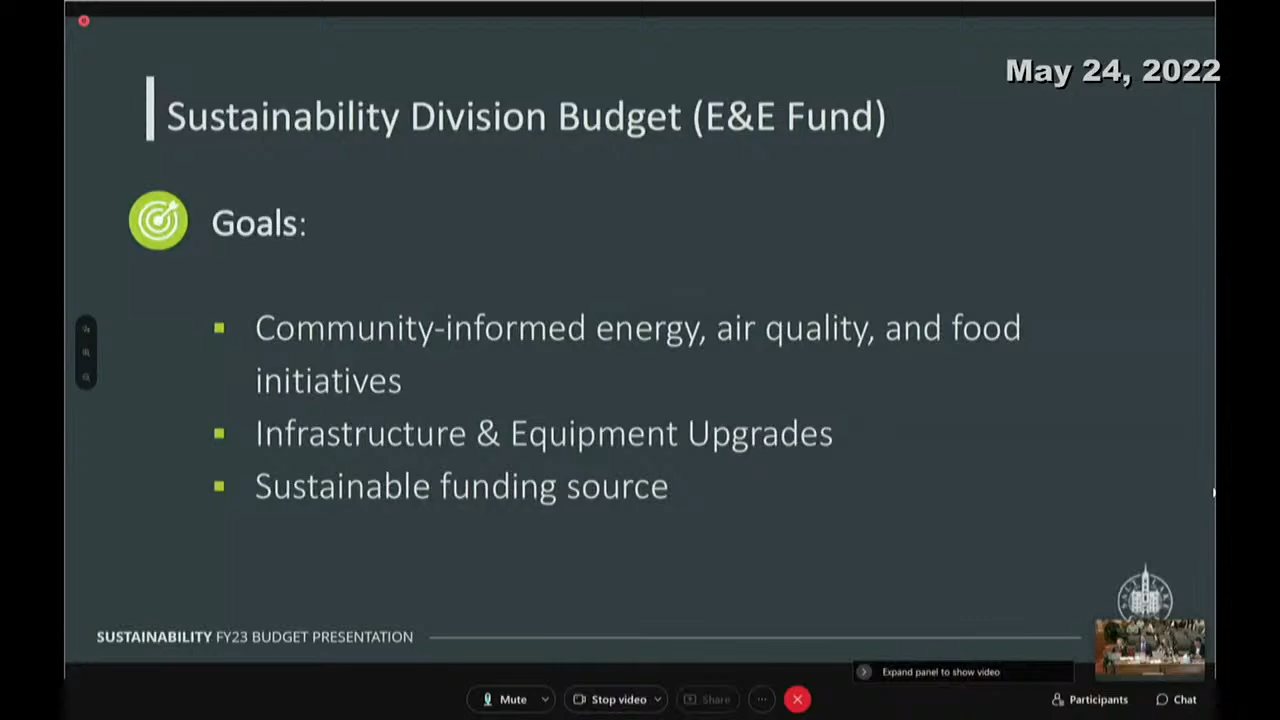 May 24, 2022
Sustainability Division Budget (E&E Fund)
Goals:
Community-informed energy, air quality, and food
initiatives
Infrastructure & Equipment Upgrades
Sustainable funding source
SUSTAINABILITY FY23 BUDGET PRESENTATION
Expand panel to show video
Mute
Stop video
Share
Participants
Chat